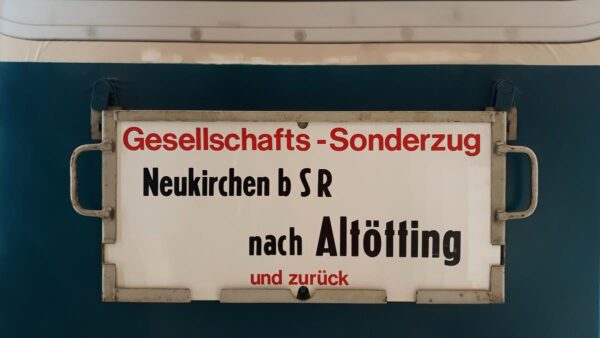 Gesellschafts-Sonderzug
Neukirchen b S R
nach Altötting
und zurück